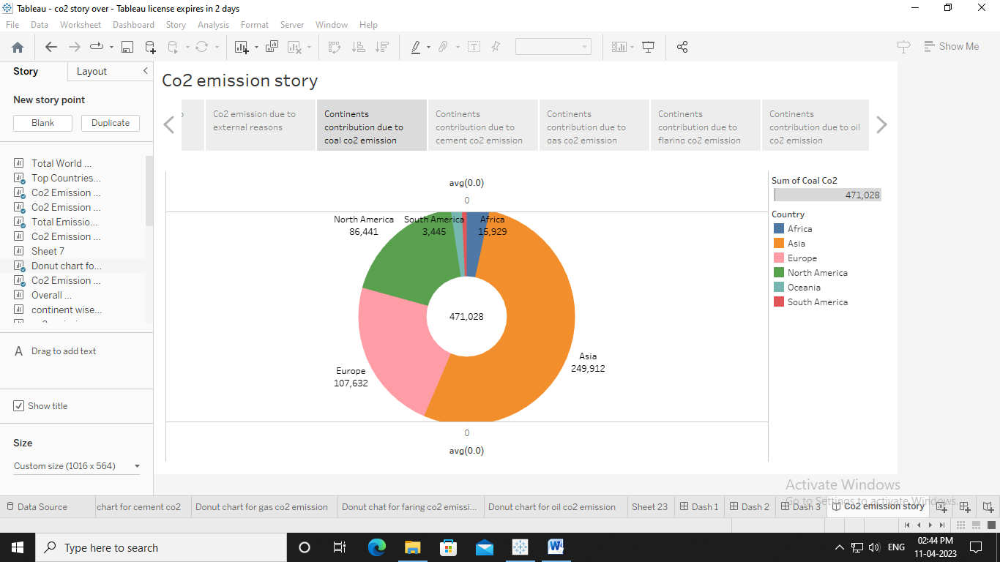 Tableau - co2 story over - Tableau license expires in 2 days
File Data Worksheet Dashboard Story Analysis Format Server Window Help
Show Me
Story Layout
New story point
Blank Duplicate
Total World ...
Top Countries...
Co2 Emission ...
Co2 Emission ...
Total Emissio...
Co2 Emission ...
Sheet 7
Donut chart fo...
Co2 Emission ...
Overall ...
continent wise...
A Drag to add text
Show title
Size
Custom size (1016 x 564)
Co2 emission story
Co2 emission due to
external reasons
Continents
contribution due to
coal co2 emission
Continents
contribution due to
cement co2 emission
Continents
contribution due to
gas co2 emission
Continents
contribution due to
flaring co2 emission
Continents
contribution due to oil
co2 emission
avg(0.0)
0
North America
86,441
South America
3,445
Africa
15,929
471,028
Asia
249,912
Europe
107,632
0
avg(0.0)
Sum of Coal Co2
471,028
Country
Africa
Asia
Europe
North America
Oceania
South America
Activate Windows
Go to Settings to activate Windows.
Data Source chart for cement co2 Donut chart for gas co2 emission Donut chat for faring co2 emissi... Donut chart for oil co2 emission Sheet 23 Dash 1 Dash 2 Dash 3 Co2 emission story
Type here to search
ENG
02:44 PM
11-04-2023